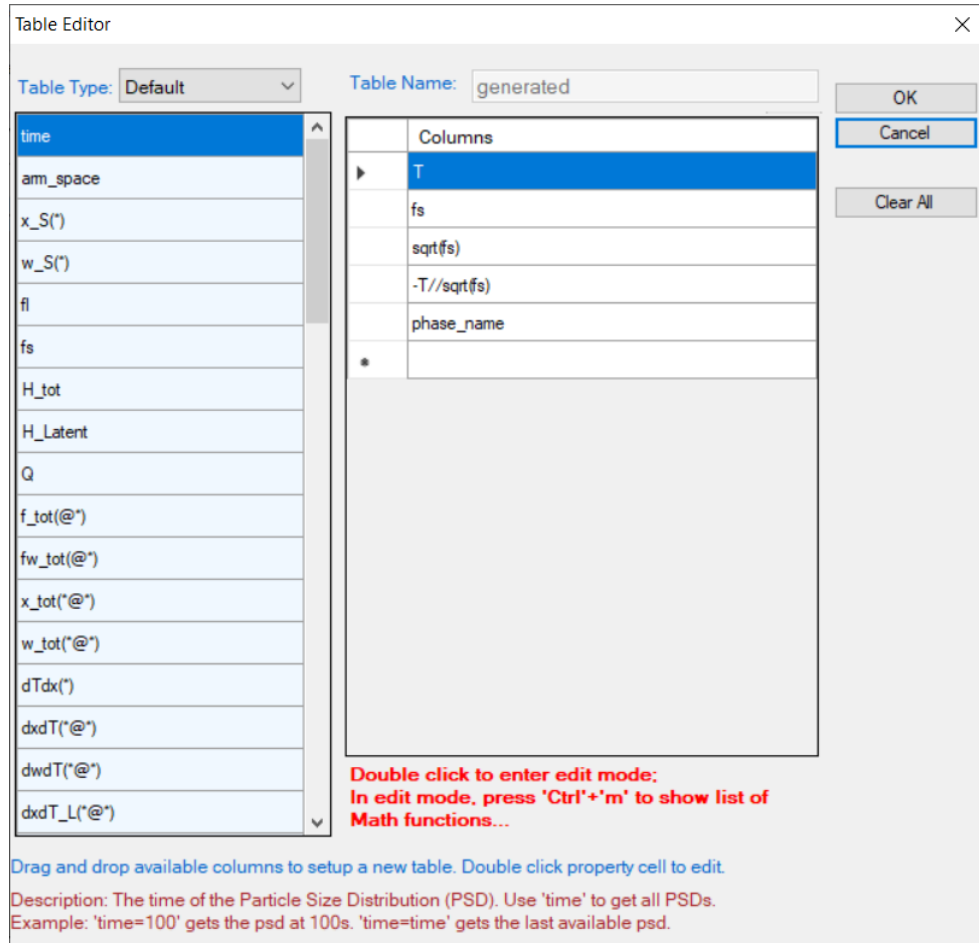 Table Editor
Table Type: Default
Table Name: generated
OK
Cancel
Clear All
time
arm_space
x_S(*)
w_S(*)
fl
fs
H_tot
H_Latent
Q
f_tot(@*)
fw_tot(@*)
x_tot(*@*)
w_tot(*@*)
dTdx(*)
dxdT(*@*)
dwdT(*@*)
dxdT_L(*@*)
Columns
T
fs
sqrt(fs)
-T//sqrt(fs)
phase_name
Double click to enter edit mode;
In edit mode, press 'Ctrl'+'m' to show list of
Math functions...
Drag and drop available columns to setup a new table. Double click property cell to edit.
Description: The time of the Particle Size Distribution (PSD). Use 'time' to get all PSDs.
Example: 'time=100' gets the psd at 100s. 'time=time' gets the last available psd.